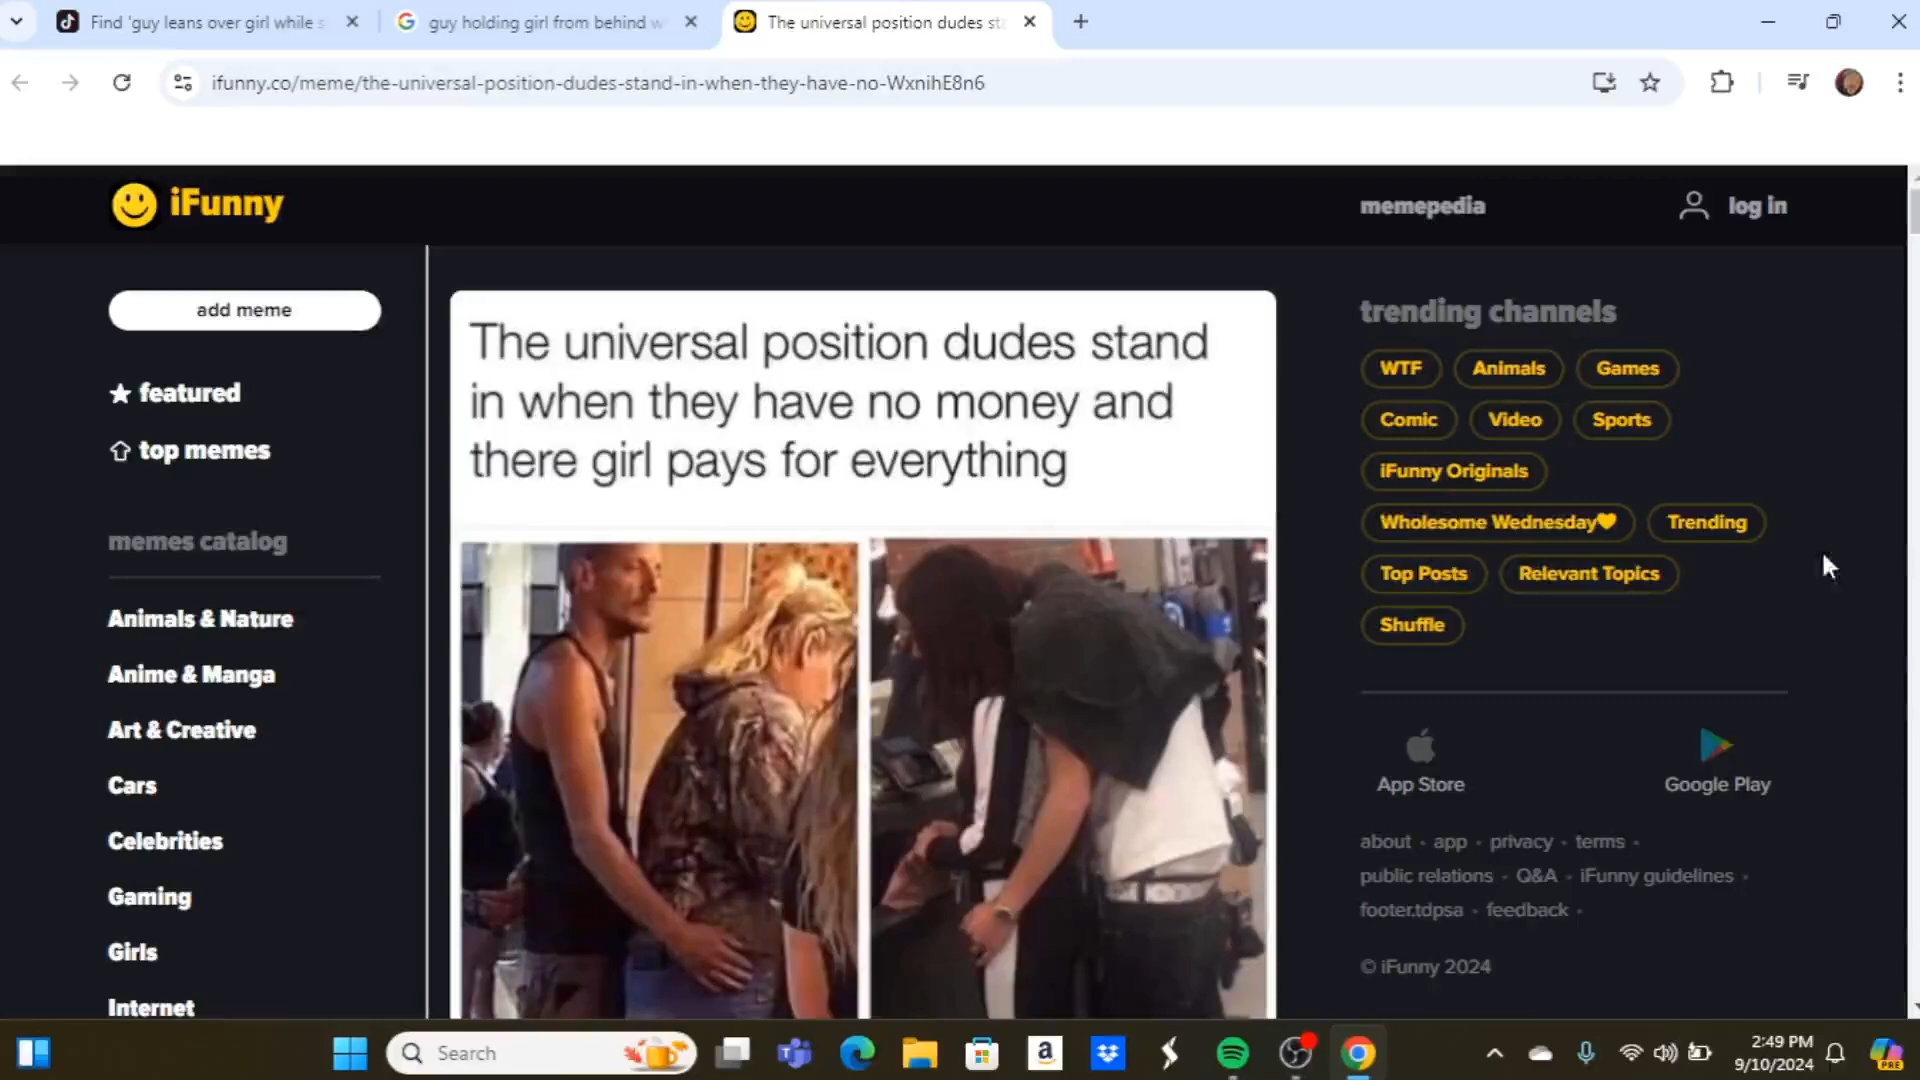 Find 'guy leans over girl while s
guy holding girl from behind w
The universal position dudes sta
ifunny.co/meme/the-universal-position-dudes-stand-in-when-they-have-no-WxnihE8n6
iFunny
memepedia
log in
add meme
featured
top memes
memes catalog
Animals & Nature
Anime & Manga
Art & Creative
Cars
Celebrities
Gaming
Girls
Internet
The universal position dudes stand
in when they have no money and
there girl pays for everything
trending channels
WTF
Animals
Games
Comic
Video
Sports
iFunny Originals
Wholesome Wednesday
Trending
Top Posts
Relevant Topics
Shuffle
App Store
Google Play
about · app · privacy · terms ·
public relations · Q&A · iFunny guidelines ·
footer.tdpsa · feedback ·
© iFunny 2024
Search
a
PRE
2:49 PM
9/10/2024